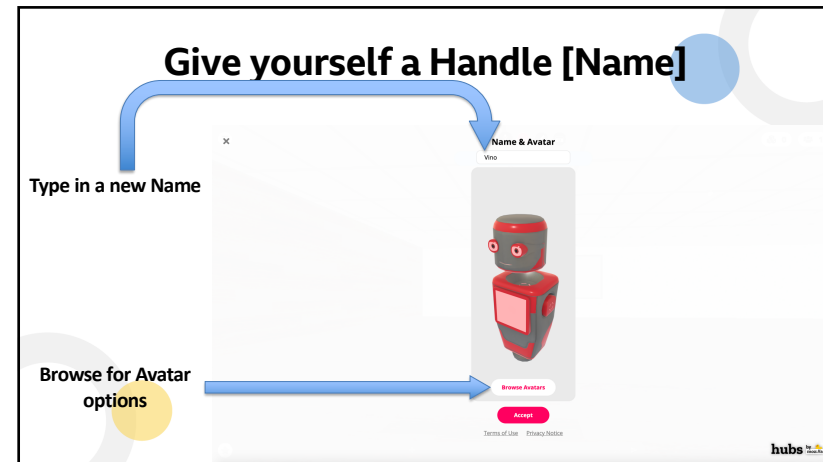 Give yourself a Handle [Name]
×
Name & Avatar
Vino
Type in a new Name
Browse for Avatar
options
Browse Avatars
Accept
Terms of Use Privacy Notice
hubs by